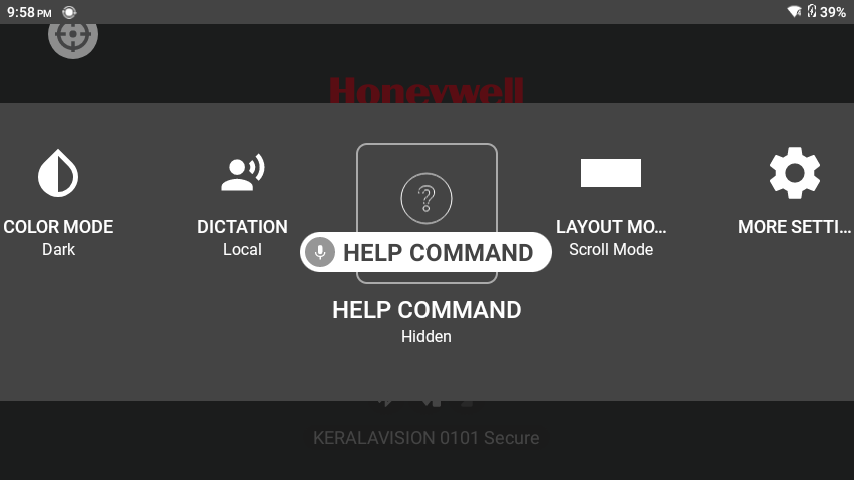 9:58 PM
39%
Honeywell
COLOR MODE
Dark
DICTATION
Local
?
HELP COMMAND
HELP COMMAND
Hidden
LAYOUT MO...
Scroll Mode
MORE SETTI...
KERALAVISION 0101 Secure